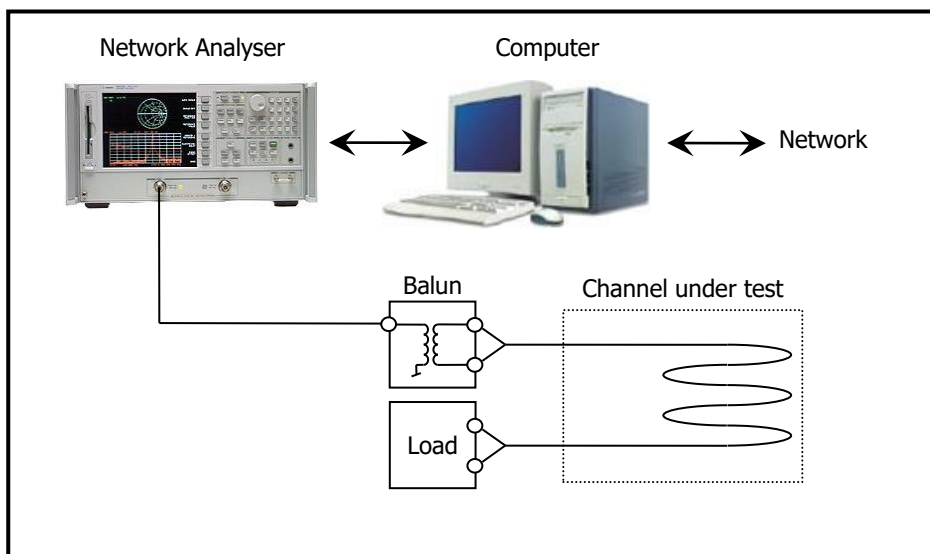 Network Analyser
Computer
Network
Balun
Channel under test
Load